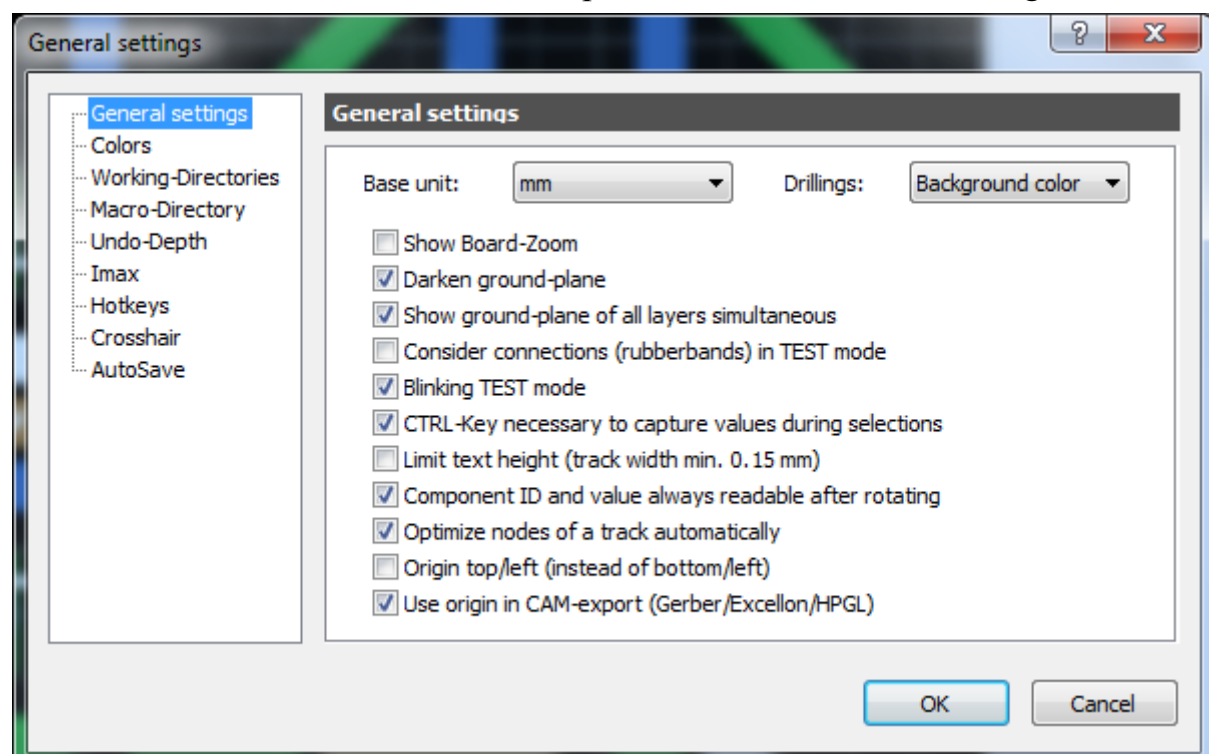 General settings
General settings
Colors
Working-Directories
Macro-Directory
Undo-Depth
Imax
Hotkeys
Crosshair
AutoSave
General settings
Base unit: mm Drillings: Background color
Show Board-Zoom
Darken ground-plane
Show ground-plane of all layers simultaneous
Consider connections (rubberbands) in TEST mode
Blinking TEST mode
CTRL-Key necessary to capture values during selections
Limit text height (track width min. 0.15 mm)
Component ID and value always readable after rotating
Optimize nodes of a track automatically
Origin top/left (instead of bottom/left)
Use origin in CAM-export (Gerber/Excellon/HPGL)
OK Cancel